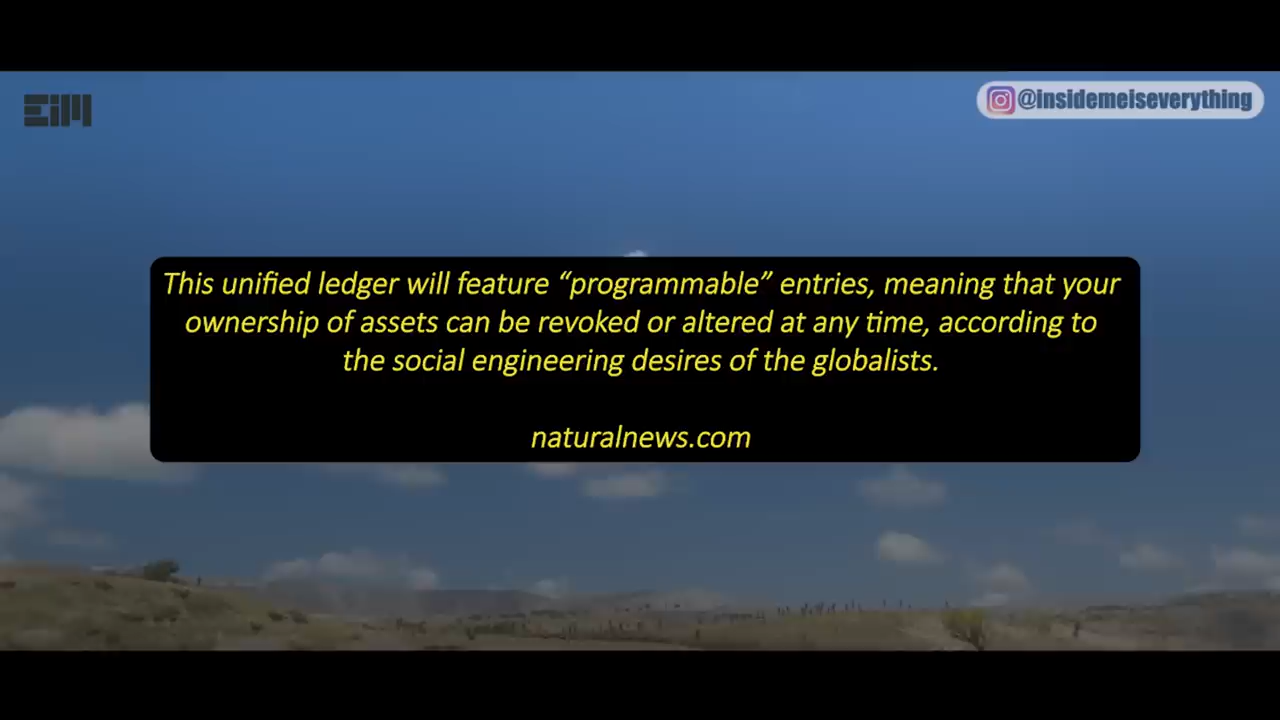 EiM
@insidemeiseverything
This unified ledger will feature “programmable” entries, meaning that your
ownership of assets can be revoked or altered at any time, according to
the social engineering desires of the globalists.
naturalnews.com